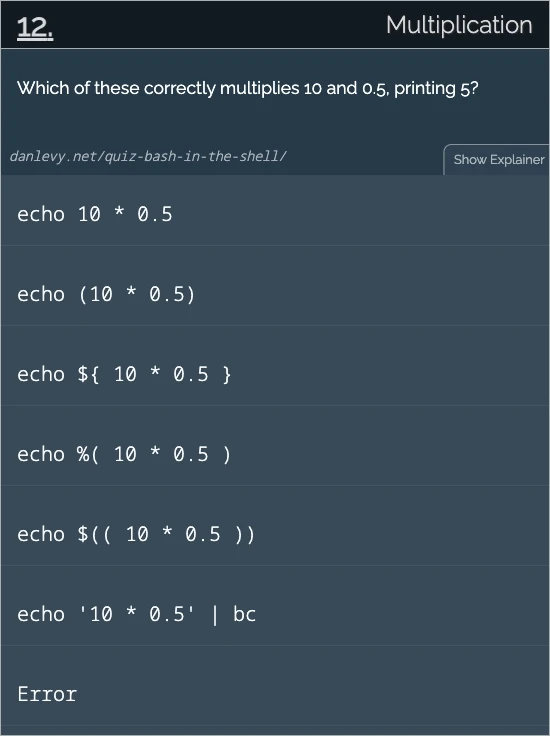 12.
Multiplication
Which of these correctly multiplies 10 and 0.5, printing 5?
danlevy.net/quiz-bash-in-the-shell/
Show Explainer
echo 10 * 0.5
echo (10 * 0.5)
echo ${ 10 * 0.5 }
echo %( 10 * 0.5 )
echo $(( 10 * 0.5 ))
echo '10 * 0.5' | bc
Error